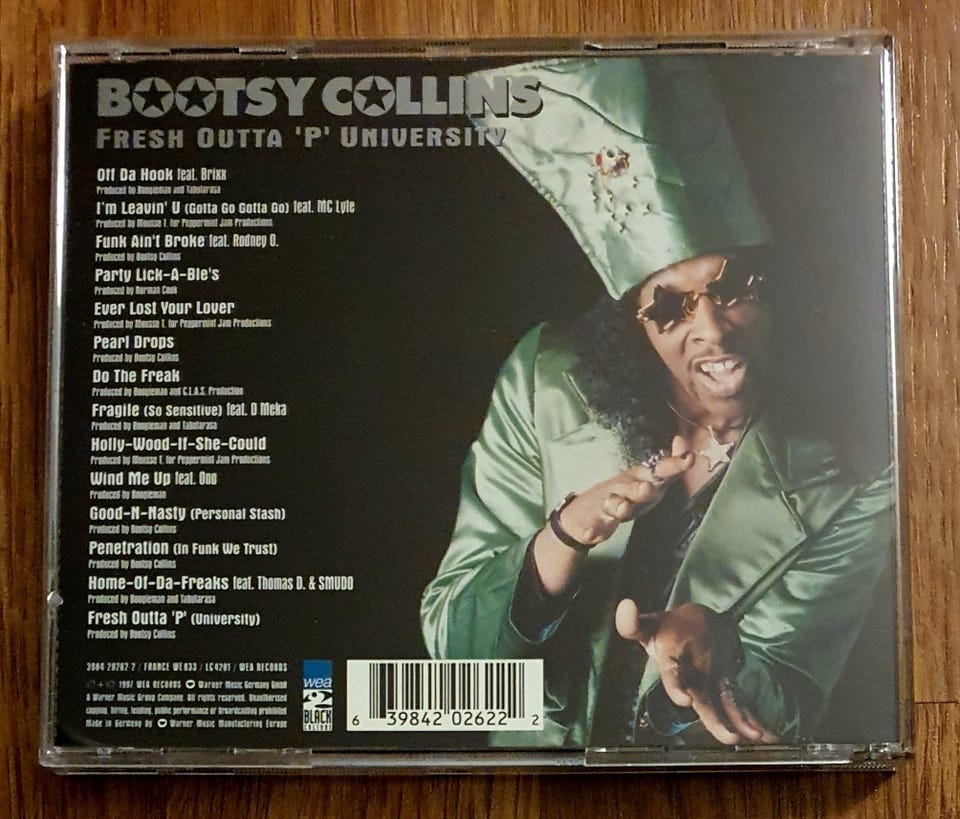 BOOTSY COLLINS
FRESH OUTTA 'P' UNIVERSITY
Off Da Hook feat. Brixx
Produced by Boogieman and Tabularasa
I'm Leavin' U (Gotta Go Gotta Go) feat. MC Lyte
Produced by Mousse T. for Peppermint Jam Productions
Funk Ain't Broke feat. Rodney O.
Produced by Bootsy Collins
Party Lick-A-Ble's
Produced by Norman Cook
Ever Lost Your Lover
Produced by Mousse T. for Peppermint Jam Productions
Pearl Drops
Produced by Bootsy Collins
Do The Freak
Produced by Boogieman and C.L.A.S. Production
Fragile (So Sensitive) feat. O Meka
Produced by Boogieman and Tabularasa
Holly-Wood-If-She-Could
Produced by Mousse T. for Peppermint Jam Productions
Wind Me Up feat. Ono
Produced by Boogieman
Good-N-Nasty (Personal Stash)
Produced by Bootsy Collins
Penetration (In Funk We Trust)
Produced by Bootsy Collins
Home-Of-Da-Freaks feat. Thomas D. & SMUDO
Produced by Boogieman and Tabularasa
Fresh Outta 'P' (University)
Produced by Bootsy Collins
3984 20262 2 / FRANCE WE 833 / LC4281 / WEA RECORDS
℗ + © 1997 WEA RECORDS Warner Music Germany GmbH
A Warner Music Group Company. All rights reserved. Unauthorised
copying, hiring, lending, public performance or broadcasting prohibited
Made in Germany by Warner Music Manufacturing Europe
wea
BLACK
6 39842 02622 2